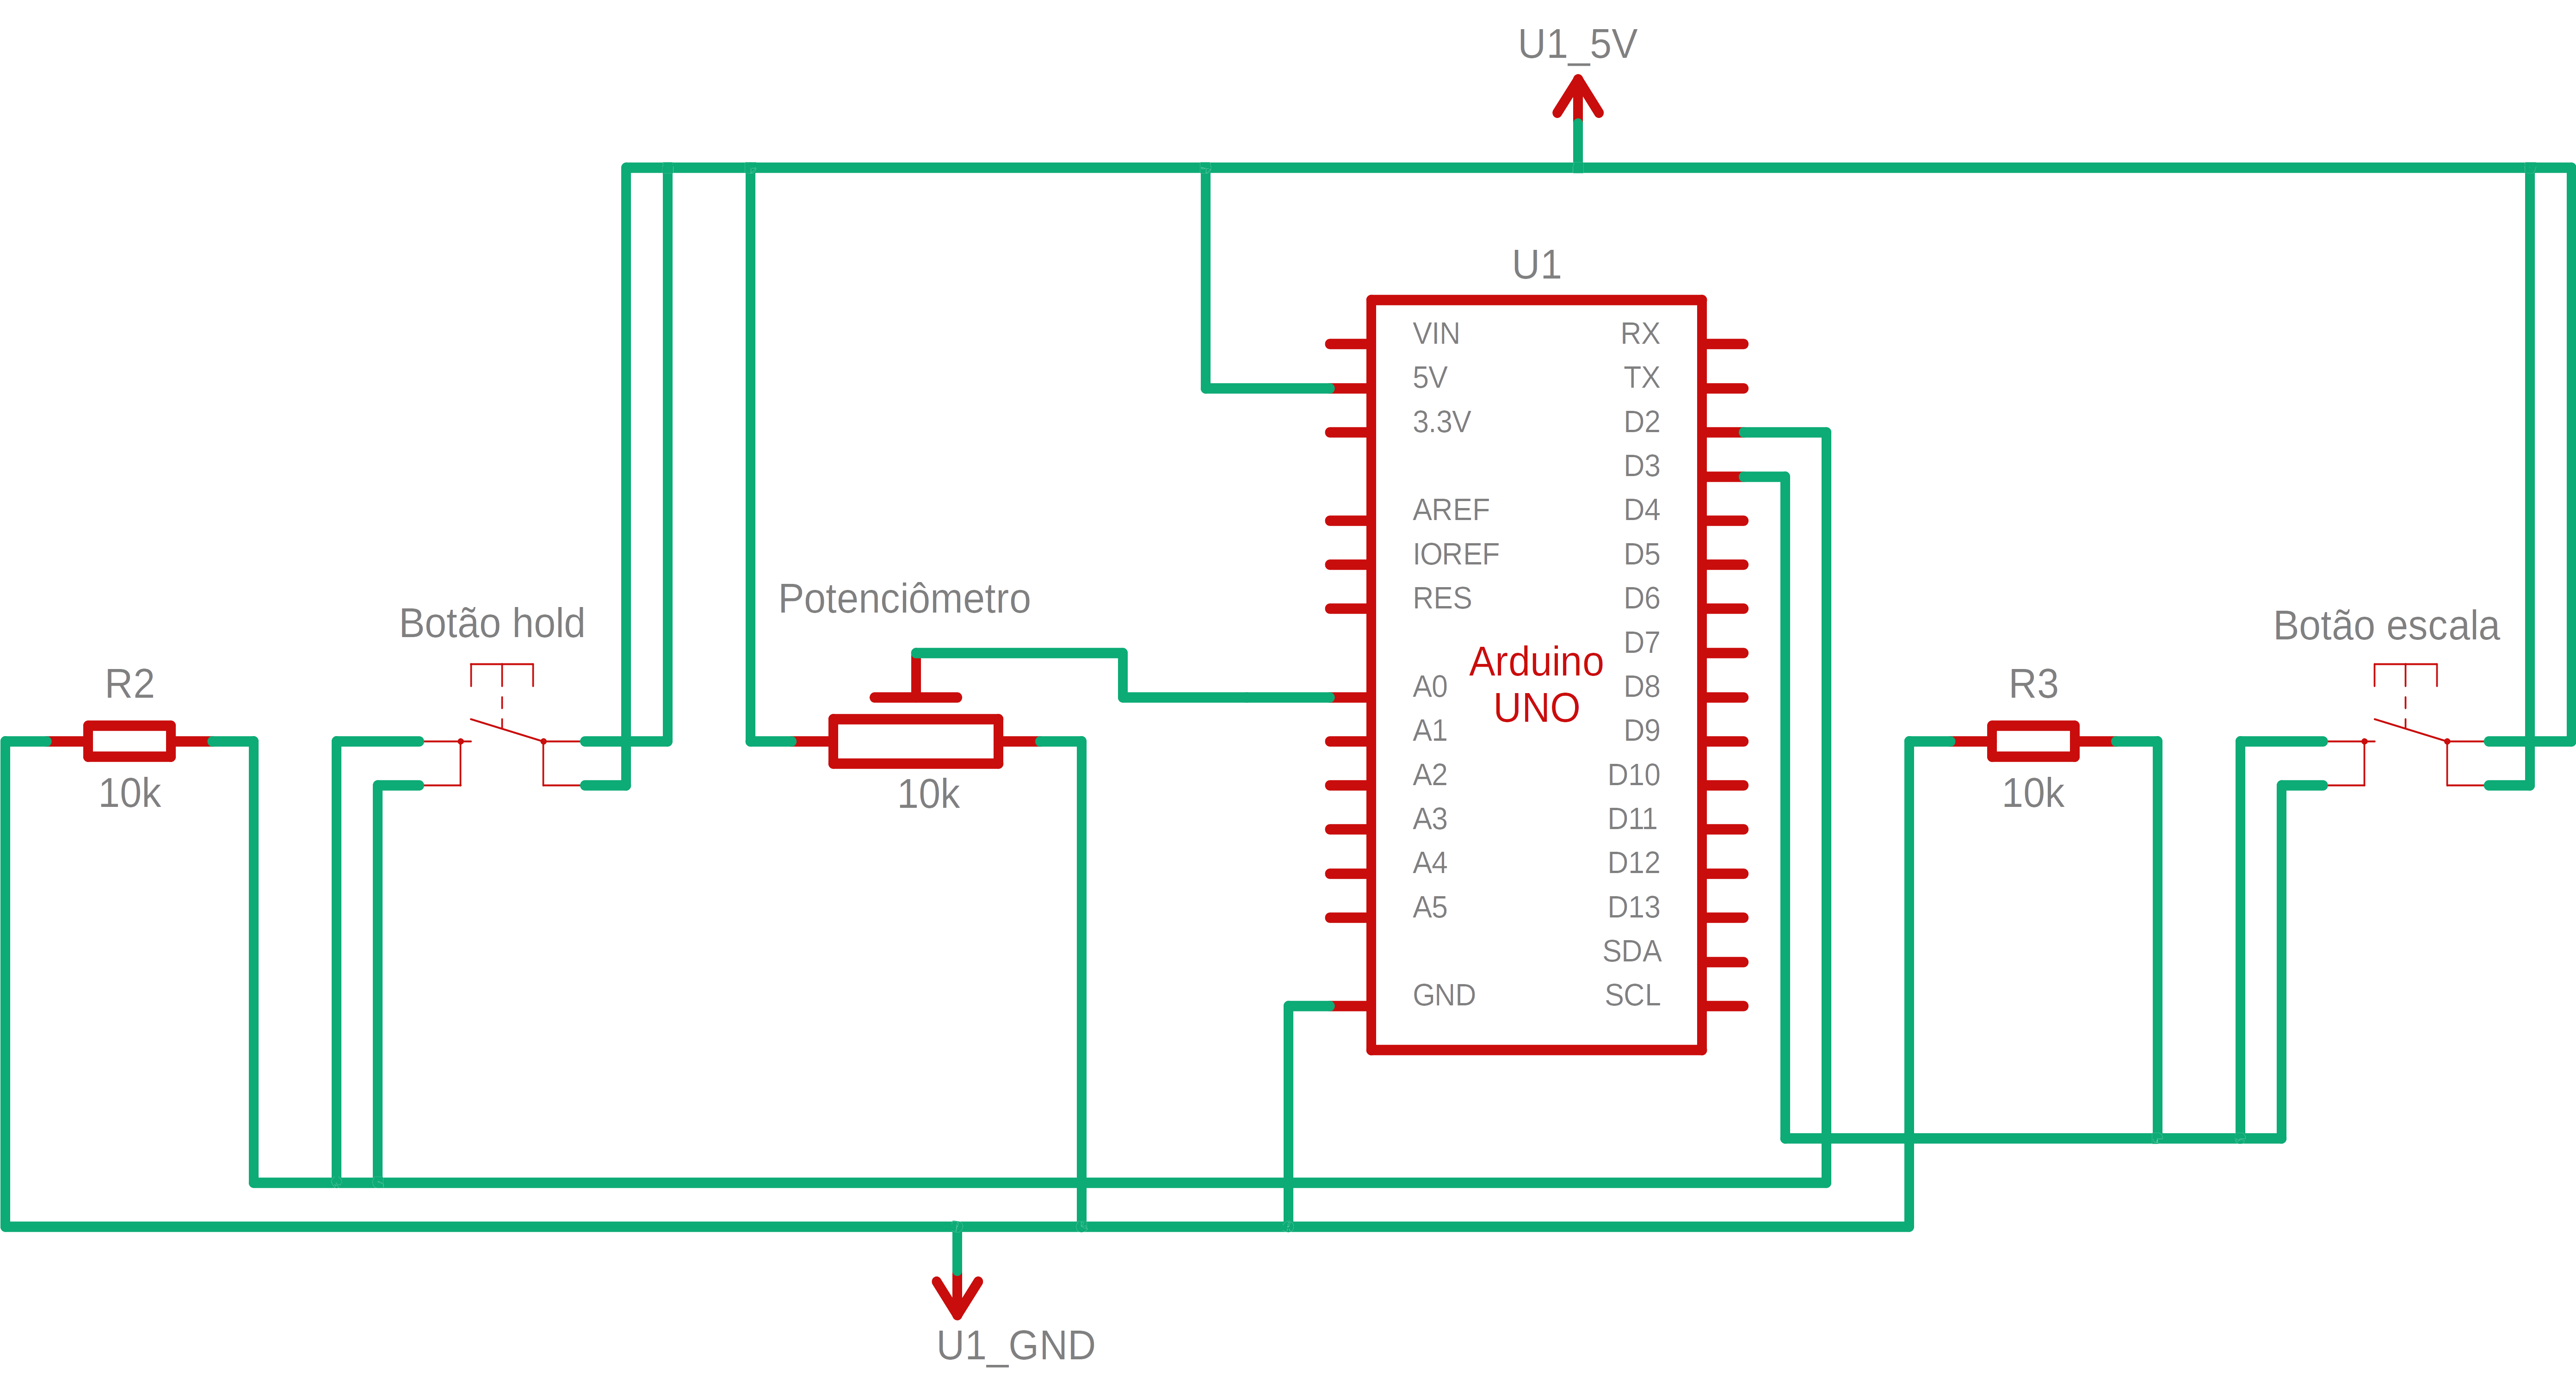 U1_5V
U1
VIN
RX
5V
TX
3.3V
D2
D3
AREF
D4
IOREF
D5
RES
D6
D7
A0
D8
A1
D9
A2
D10
A3
D11
A4
D12
A5
D13
SDA
GND
SCL
Arduino
UNO
Potenciômetro
10k
Botão hold
R2
10k
Botão escala
R3
10k
U1_GND